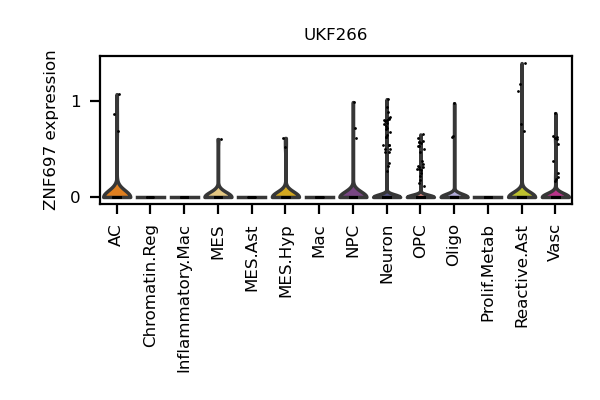 UKF266
ZNF697 expression
1
0
AC
Chromatin.Reg
Inflammatory.Mac
MES
MES.Ast
MES.Hyp
Mac
NPC
Neuron
OPC
Oligo
Prolif.Metab
Reactive.Ast
Vasc